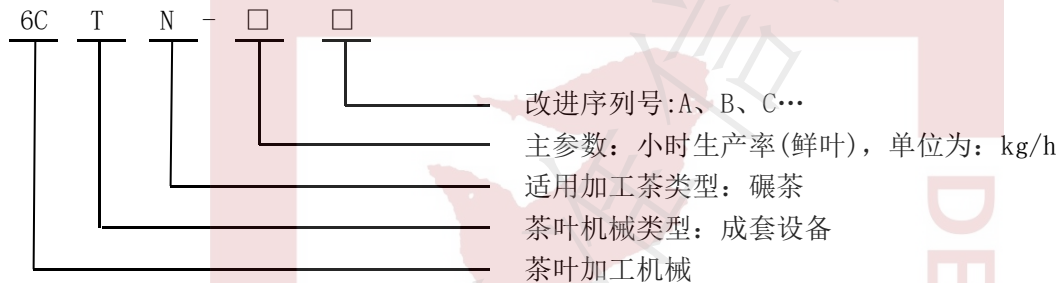 6C T N - □ □
改进序列号:A、B、C…
主参数：小时生产率(鲜叶)，单位为：kg/h
适用加工茶类型：碾茶
茶叶机械类型：成套设备
茶叶加工机械
DE